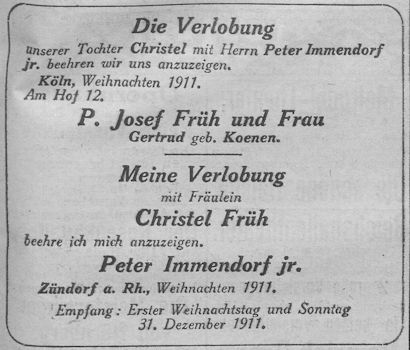 Die Verlobung
unserer Tochter Christel mit Herrn Peter Immendorf
jr. beehren wir uns anzuzeigen.
Köln, Weihnachten 1911.
Am Hof 12.
P. Josef Früh und Frau
Gertrud geb. Koenen.
Meine Verlobung
mit Fräulein
Christel Früh
beehre ich mich anzuzeigen.
Peter Immendorf jr.
Zündorf a. Rh., Weihnachten 1911.
Empfang: Erster Weihnachtstag und Sonntag
31. Dezember 1911.